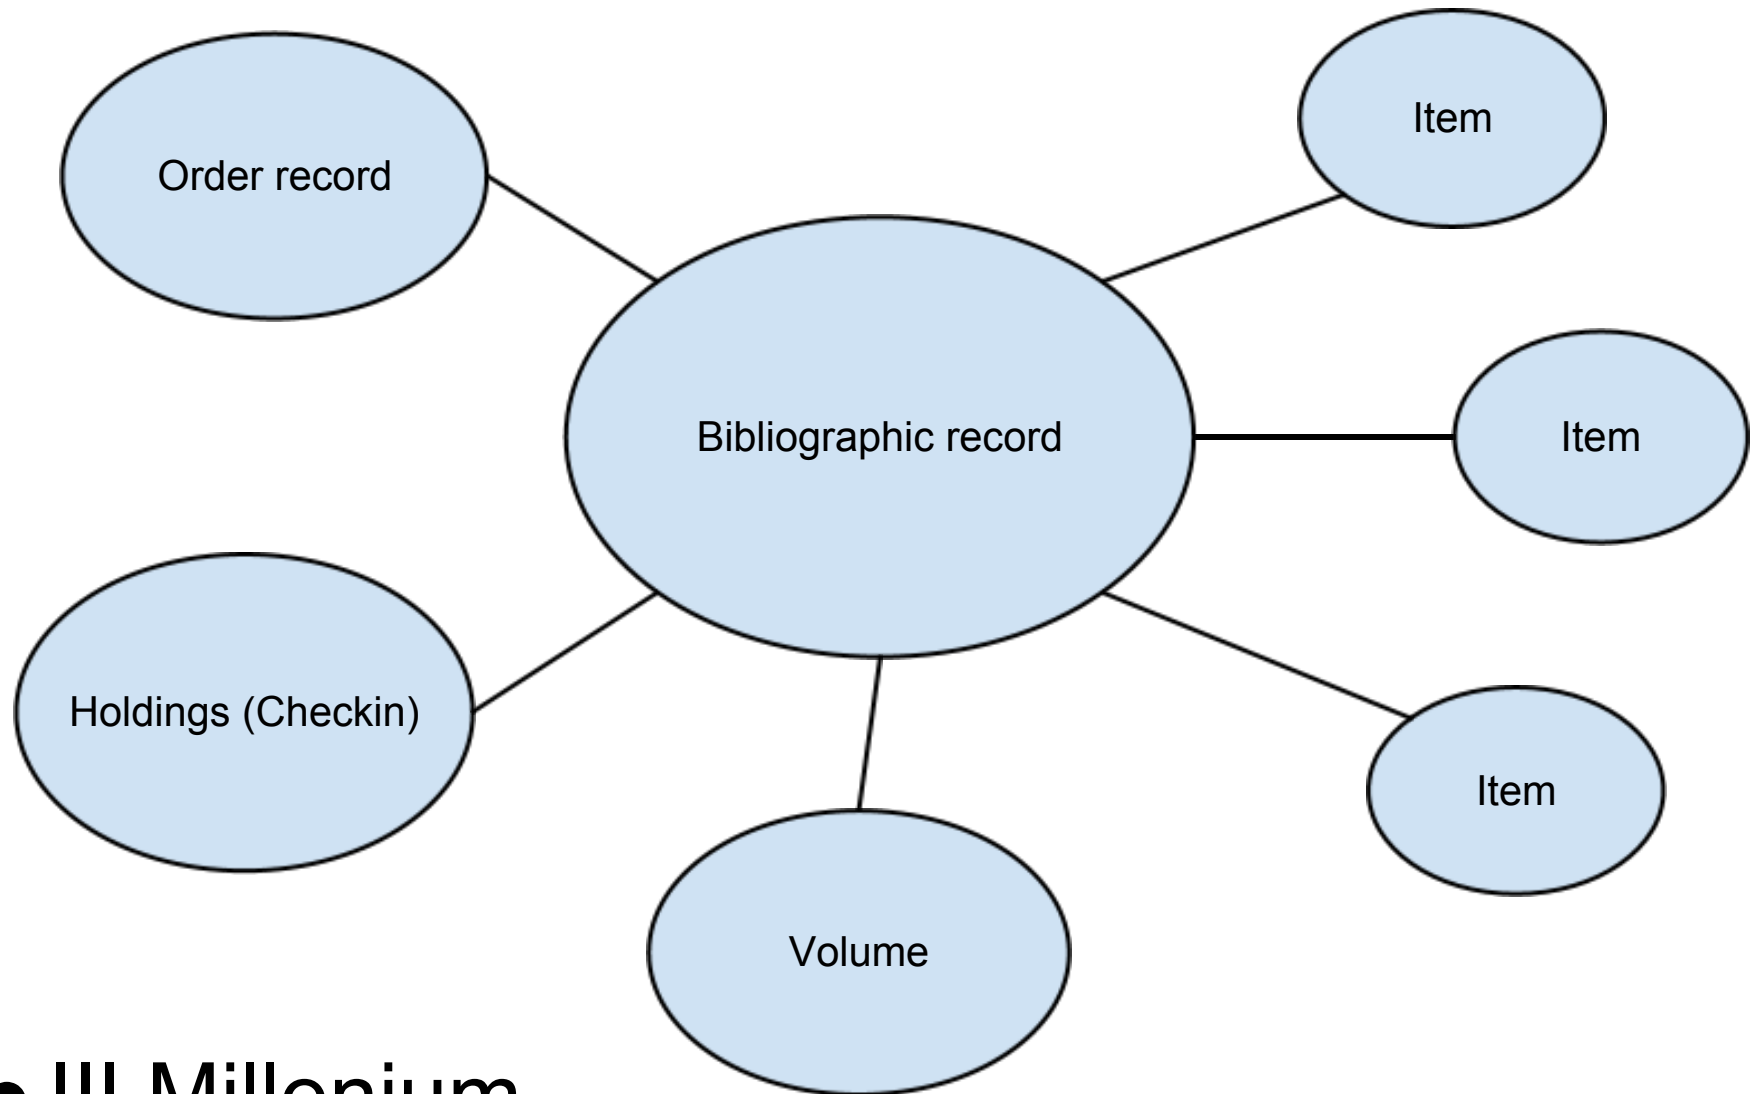 Order record
Item
Bibliographic record
Item
Holdings (Checkin)
Item
Volume
III Millenium